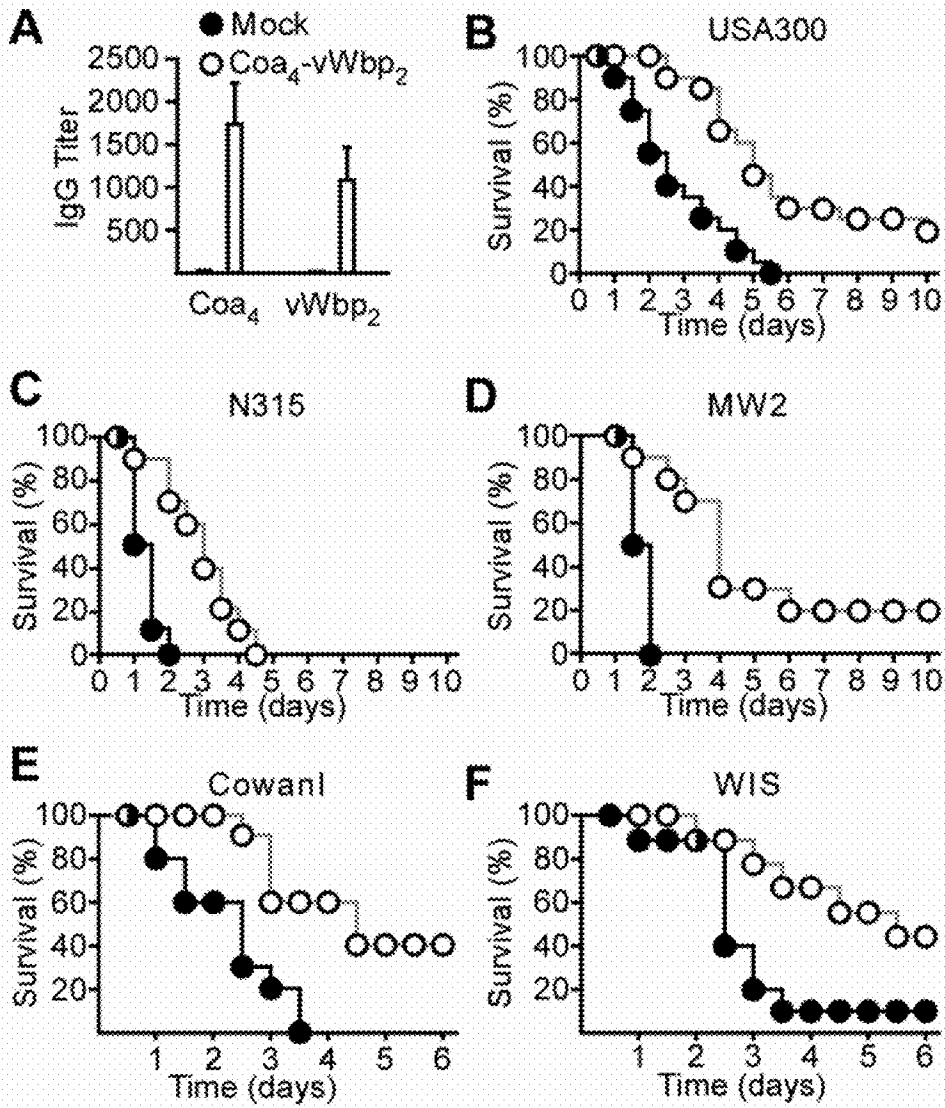 A
Mock
Coa4-vWbp2
2500
2000
1500
1000
500
IgG Titer
Coa4 vWbp2
B
USA300
100
80
60
40
20
0
Survival (%)
0 1 2 3 4 5 6 7 8 9 10
Time (days)
C
N315
100
80
60
40
20
0
Survival (%)
0 1 2 3 4 5 6 7 8 9 10
Time (days)
D
MW2
100
80
60
40
20
0
Survival (%)
0 1 2 3 4 5 6 7 8 9 10
Time (days)
E
CowanI
100
80
60
40
20
Survival (%)
1 2 3 4 5 6
Time (days)
F
WIS
100
80
60
40
20
Survival (%)
1 2 3 4 5 6
Time (days)